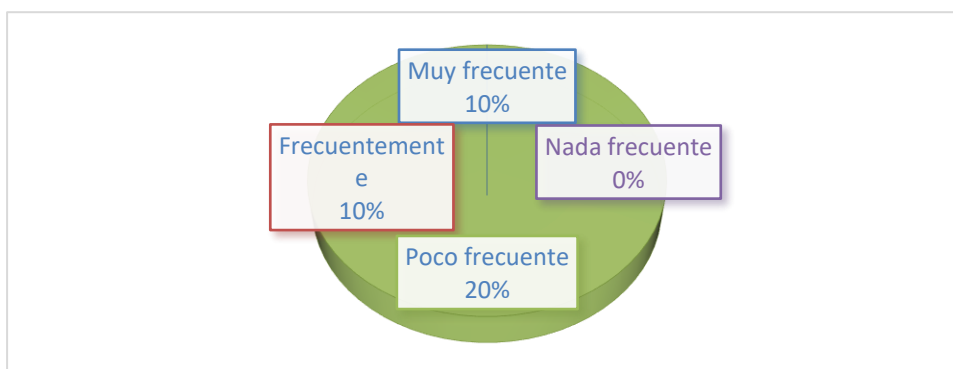 Muy frecuente
10%
Frecuentement
e
10%
Nada frecuente
0%
Poco frecuente
20%